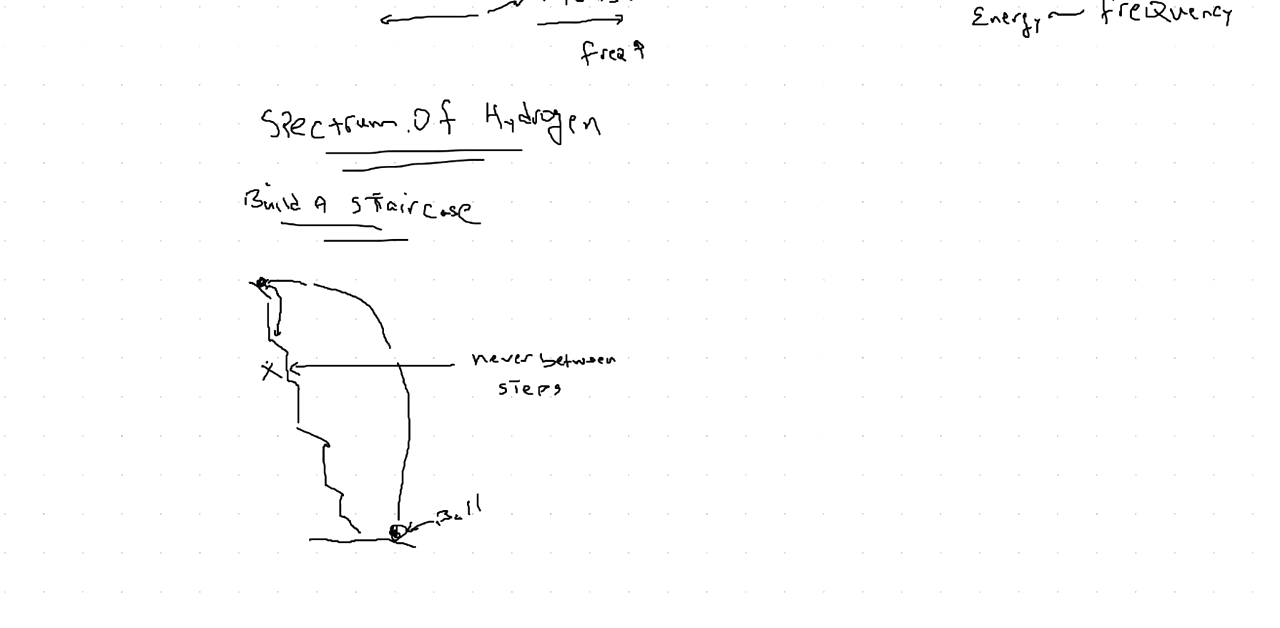 Energy ~ freQuency
freQ ↑
Spectrum Of Hydrogen
Build A Staircase
never between
steps
X
Ball